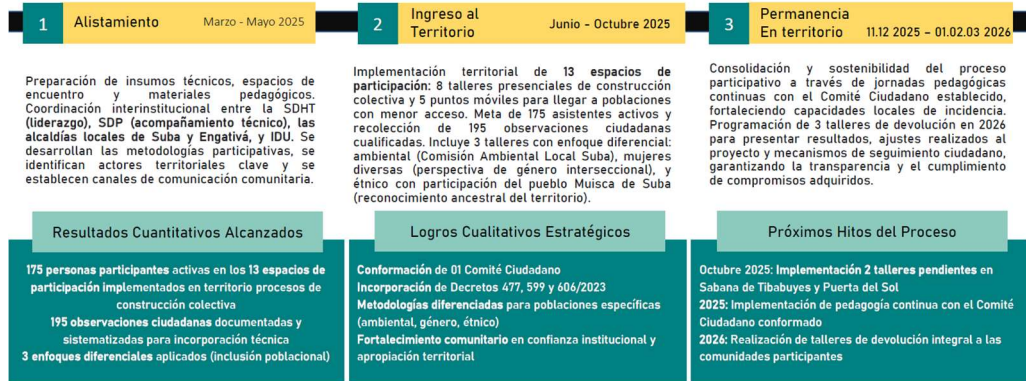 1
Alistamiento
Marzo - Mayo 2025
Preparación de insumos técnicos, espacios de
encuentro y materiales pedagógicos.
Coordinación interinstitucional entre la SDHT
(liderazgo), SDP (acompañamiento técnico), las
alcaldías locales de Suba y Engativá, y IDU. Se
desarrollan las metodologías participativas, se
identifican actores territoriales clave y se
establecen canales de comunicación comunitaria.
Resultados Cuantitativos Alcanzados
175 personas participantes activas en los 13 espacios de
participación implementados en territorio procesos de
construcción colectiva
195 observaciones ciudadanas documentadas y
sistematizadas para incorporación técnica
3 enfoques diferenciales aplicados (inclusión poblacional)
2
Ingreso al
Territorio
Junio - Octubre 2025
Implementación territorial de 13 espacios de
participación: 8 talleres presenciales de construcción
colectiva y 5 puntos móviles para llegar a poblaciones
con menor acceso. Meta de 175 asistentes activos y
recolección de 195 observaciones ciudadanas
cualificadas. Incluye 3 talleres con enfoque diferencial:
ambiental (Comisión Ambiental Local Suba), mujeres
diversas (perspectiva de género interseccional), y
étnico con participación del pueblo Muisca de Suba
(reconocimiento ancestral del territorio).
Logros Cualitativos Estratégicos
Conformación de 01 Comité Ciudadano
Incorporación de Decretos 477, 599 y 606/2023
Metodologías diferenciadas para poblaciones específicas
(ambiental, género, étnico)
Fortalecimiento comunitario en confianza institucional y
apropiación territorial
3
Permanencia
En territorio
11.12 2025 – 01.02.03 2026
Consolidación y sostenibilidad del proceso
participativo a través de jornadas pedagógicas
continuas con el Comité Ciudadano establecido,
fortaleciendo capacidades locales de incidencia.
Programación de 3 talleres de devolución en 2026
para presentar resultados, ajustes realizados al
proyecto y mecanismos de seguimiento ciudadano,
garantizando la transparencia y el cumplimiento
de compromisos adquiridos.
Próximos Hitos del Proceso
Octubre 2025: Implementación 2 talleres pendientes en
Sabana de Tibabuyes y Puerta del Sol
2025: Implementación de pedagogía continua con el Comité
Ciudadano conformado
2026: Realización de talleres de devolución integral a las
comunidades participantes